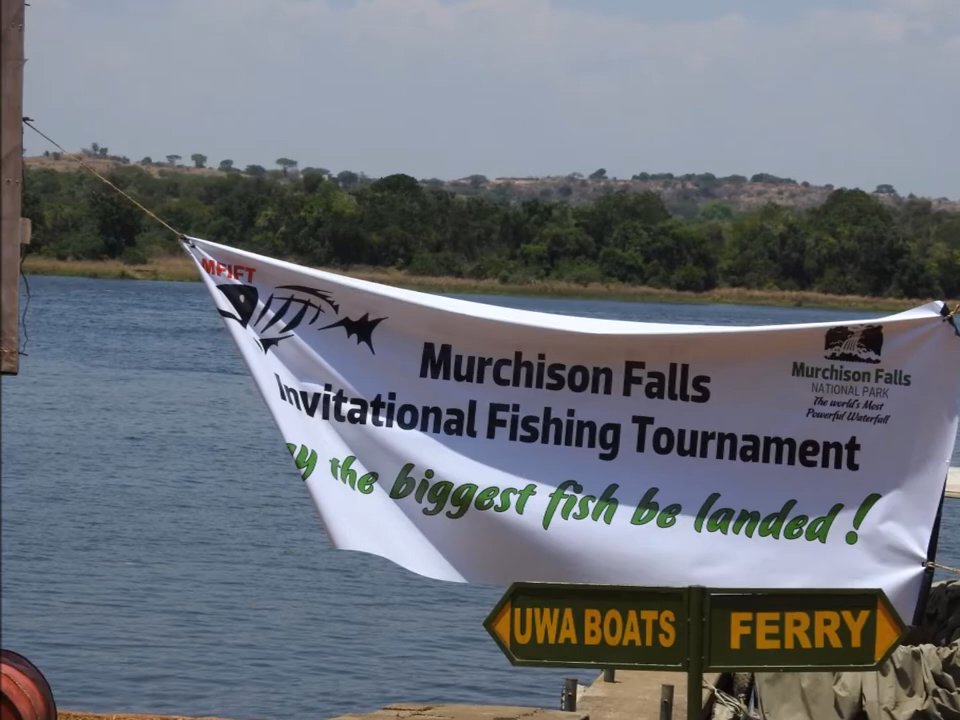 MFIFT
Murchison Falls
Invitational Fishing Tournament
the biggest fish be landed !
Murchison Falls
NATIONAL PARK
The world's Most
Powerful Waterfall
UWA BOATS
FERRY